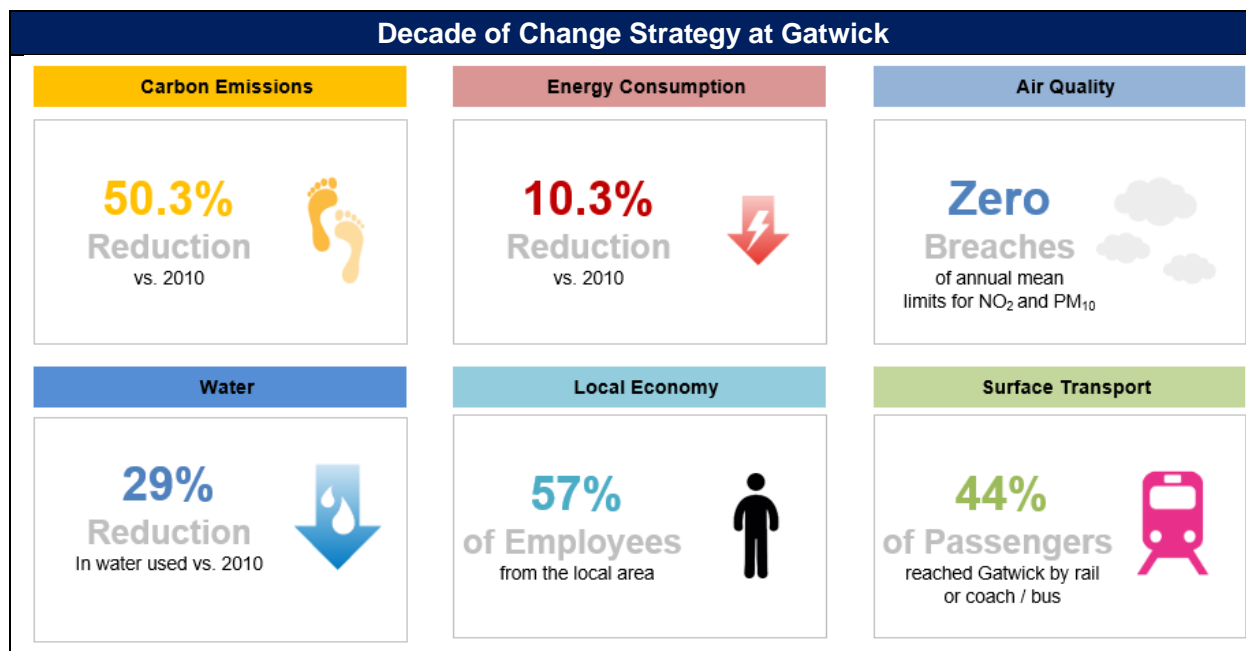 Decade of Change Strategy at Gatwick
Carbon Emissions
50.3%
Reduction
vs. 2010
Energy Consumption
10.3%
Reduction
vs. 2010
Air Quality
Zero
Breaches
of annual mean
limits for NO₂ and PM₁₀
Water
29%
Reduction
In water used vs. 2010
Local Economy
57%
of Employees
from the local area
Surface Transport
44%
of Passengers
reached Gatwick by rail
or coach / bus